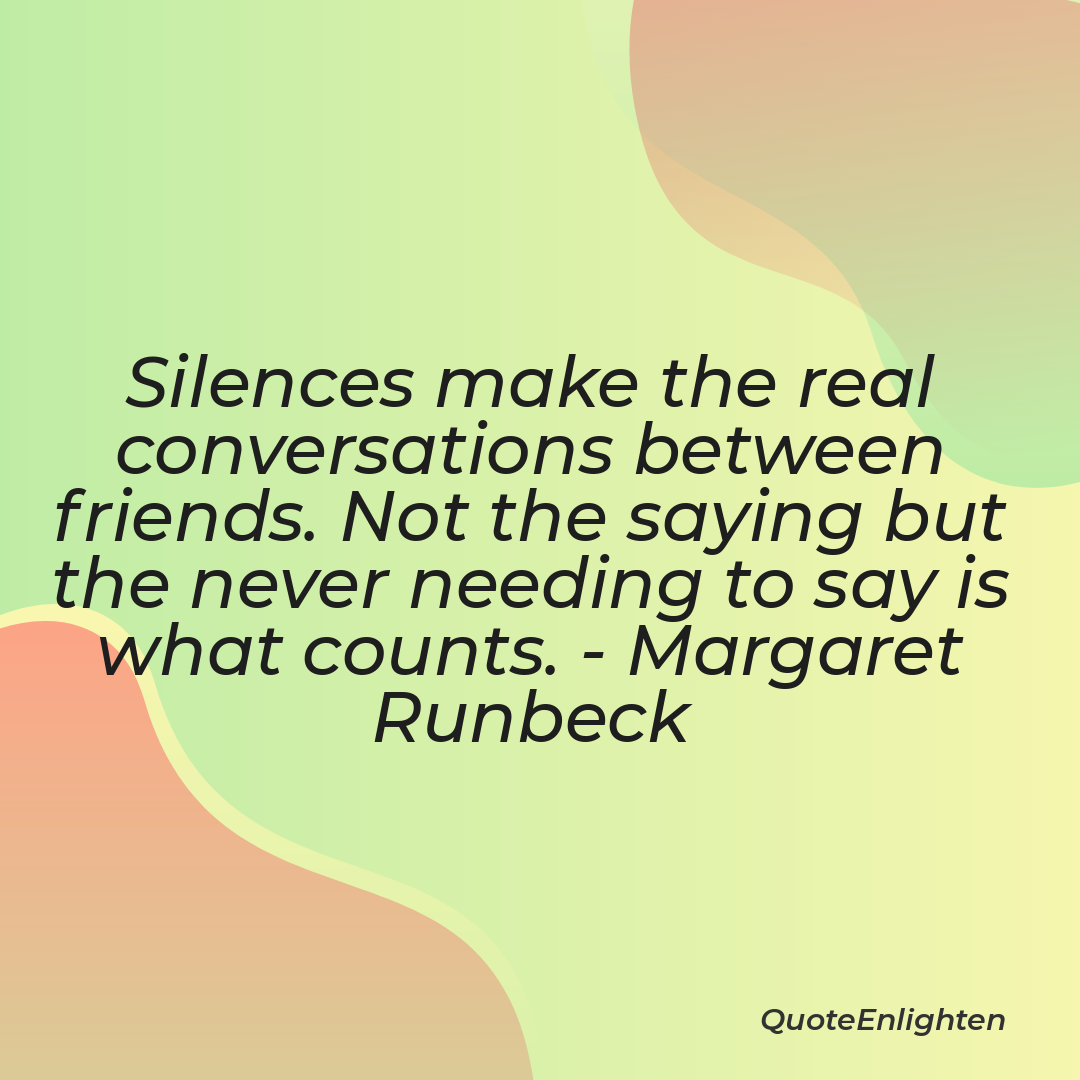 Silences make the real
conversations between
friends. Not the saying but
the never needing to say is
what counts. - Margaret
Runbeck
QuoteEnlighten